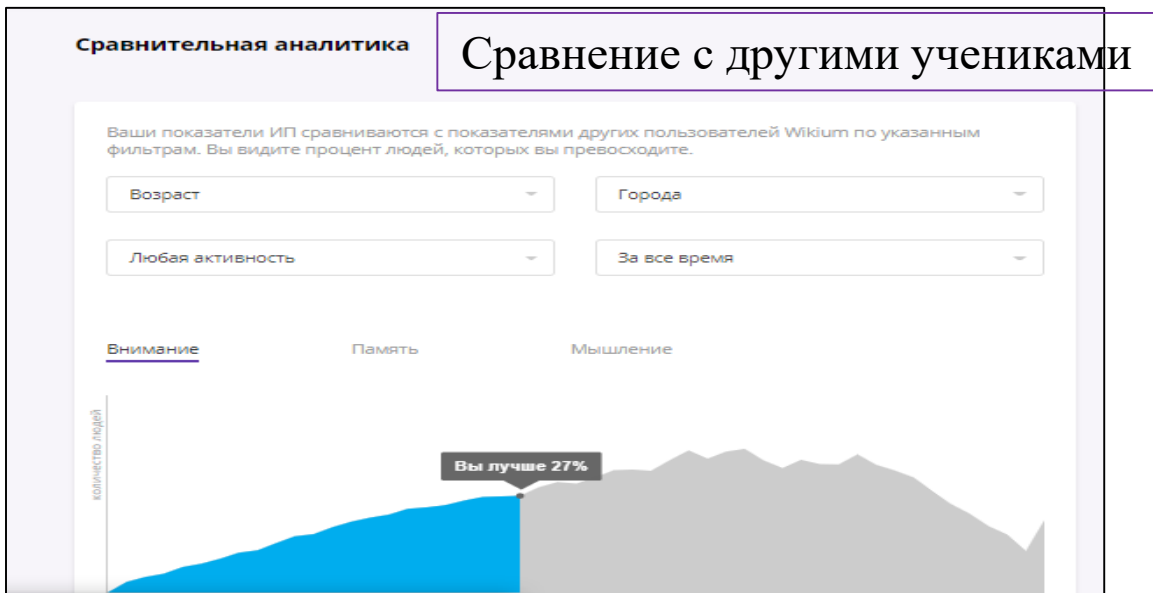 Сравнительная аналитика
Сравнение с другими учениками
Ваши показатели ИП сравниваются с показателями других пользователей Wikium по указанным
фильтрам. Вы видите процент людей, которых вы превосходите.
Возраст
Города
Любая активность
За все время
Внимание
Память
Мышление
количество людей
Вы лучше 27%